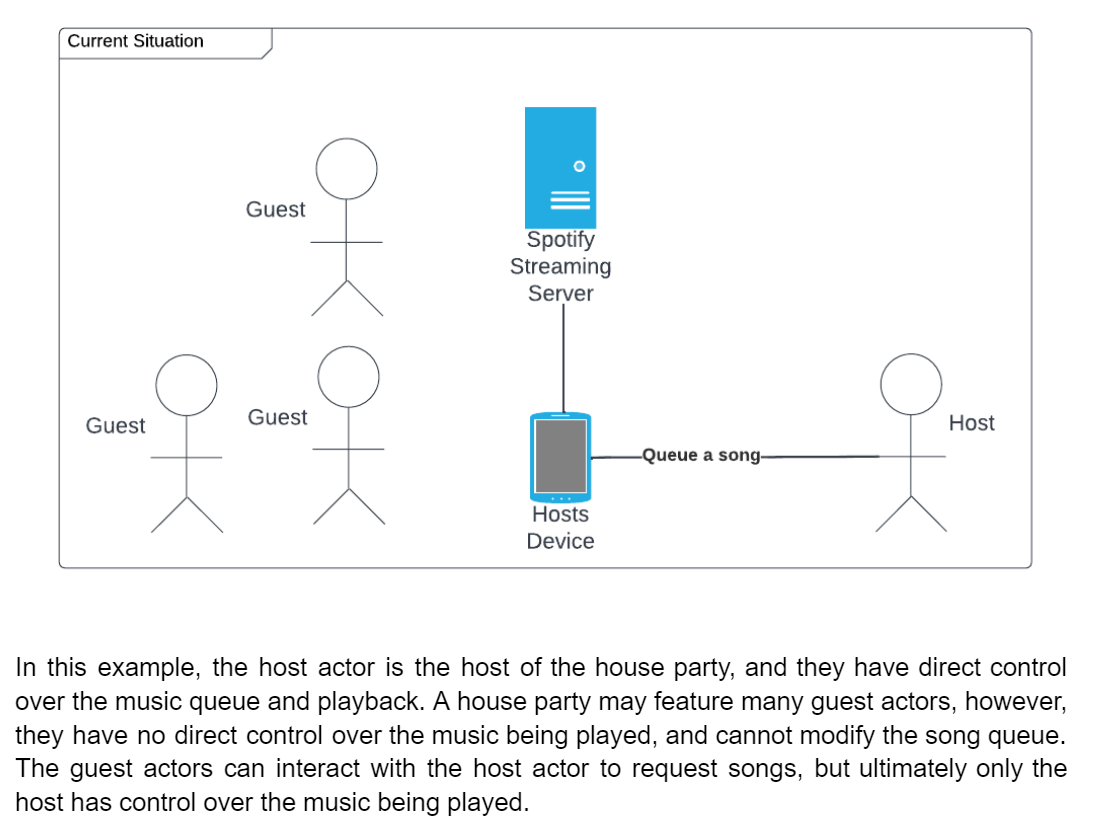 Current Situation
Guest
Spotify
Streaming
Server
Guest
Guest
Host
Queue a song
Hosts
Device
In this example, the host actor is the host of the house party, and they have direct control
over the music queue and playback. A house party may feature many guest actors, however,
they have no direct control over the music being played, and cannot modify the song queue.
The guest actors can interact with the host actor to request songs, but ultimately only the
host has control over the music being played.